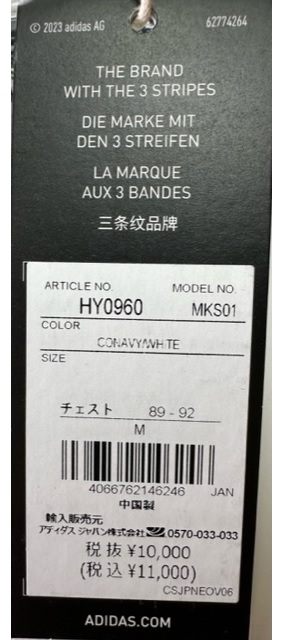 © 2023 adidas AG 62774264
THE BRAND
WITH THE 3 STRIPES
DIE MARKE MIT
DEN 3 STREIFEN
LA MARQUE
AUX 3 BANDES
三条纹品牌
ARTICLE NO. MODEL NO.
HY0960 MKS01
COLOR
CONAVY/WHITE
SIZE
チェスト 89 - 92
M
4066762146246 JAN
中国製
輸入販売元
アディダス ジャパン株式会社 0570-033-033
税 抜 ¥10,000
(税 込 ¥11,000)
CSJPNEOV06
ADIDAS.COM